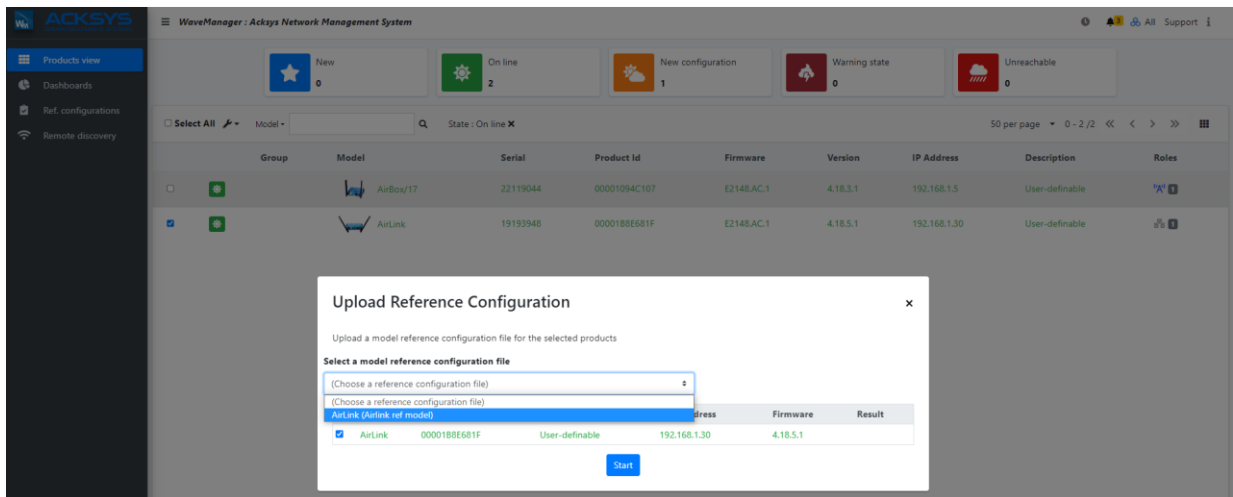 ACKSYS
WaveManager : Acksys Network Management System
3 All Support i
Products view
Dashboards
Ref. configurations
Remote discovery
New
0
On line
2
New configuration
1
Warning state
0
Unreachable
0
Select All Model
State : On line ✕
50 per page 0 - 2 / 2 « < > »
Group Model Serial Product Id Firmware Version IP Address Description Roles
AirBox/17 22119044 00001094C107 E2148.AC.1 4.18.3.1 192.168.1.5 User-definable "A" 1
AirLink 19193948 0000188E681F E2148.AC.1 4.18.5.1 192.168.1.30 User-definable 1
Upload Reference Configuration ×
Upload a model reference configuration file for the selected products
Select a model reference configuration file
(Choose a reference configuration file)
(Choose a reference configuration file)
AirLink (Airlink ref model)
dress Firmware Result
AirLink 0000188E681F User-definable 192.168.1.30 4.18.5.1
Start